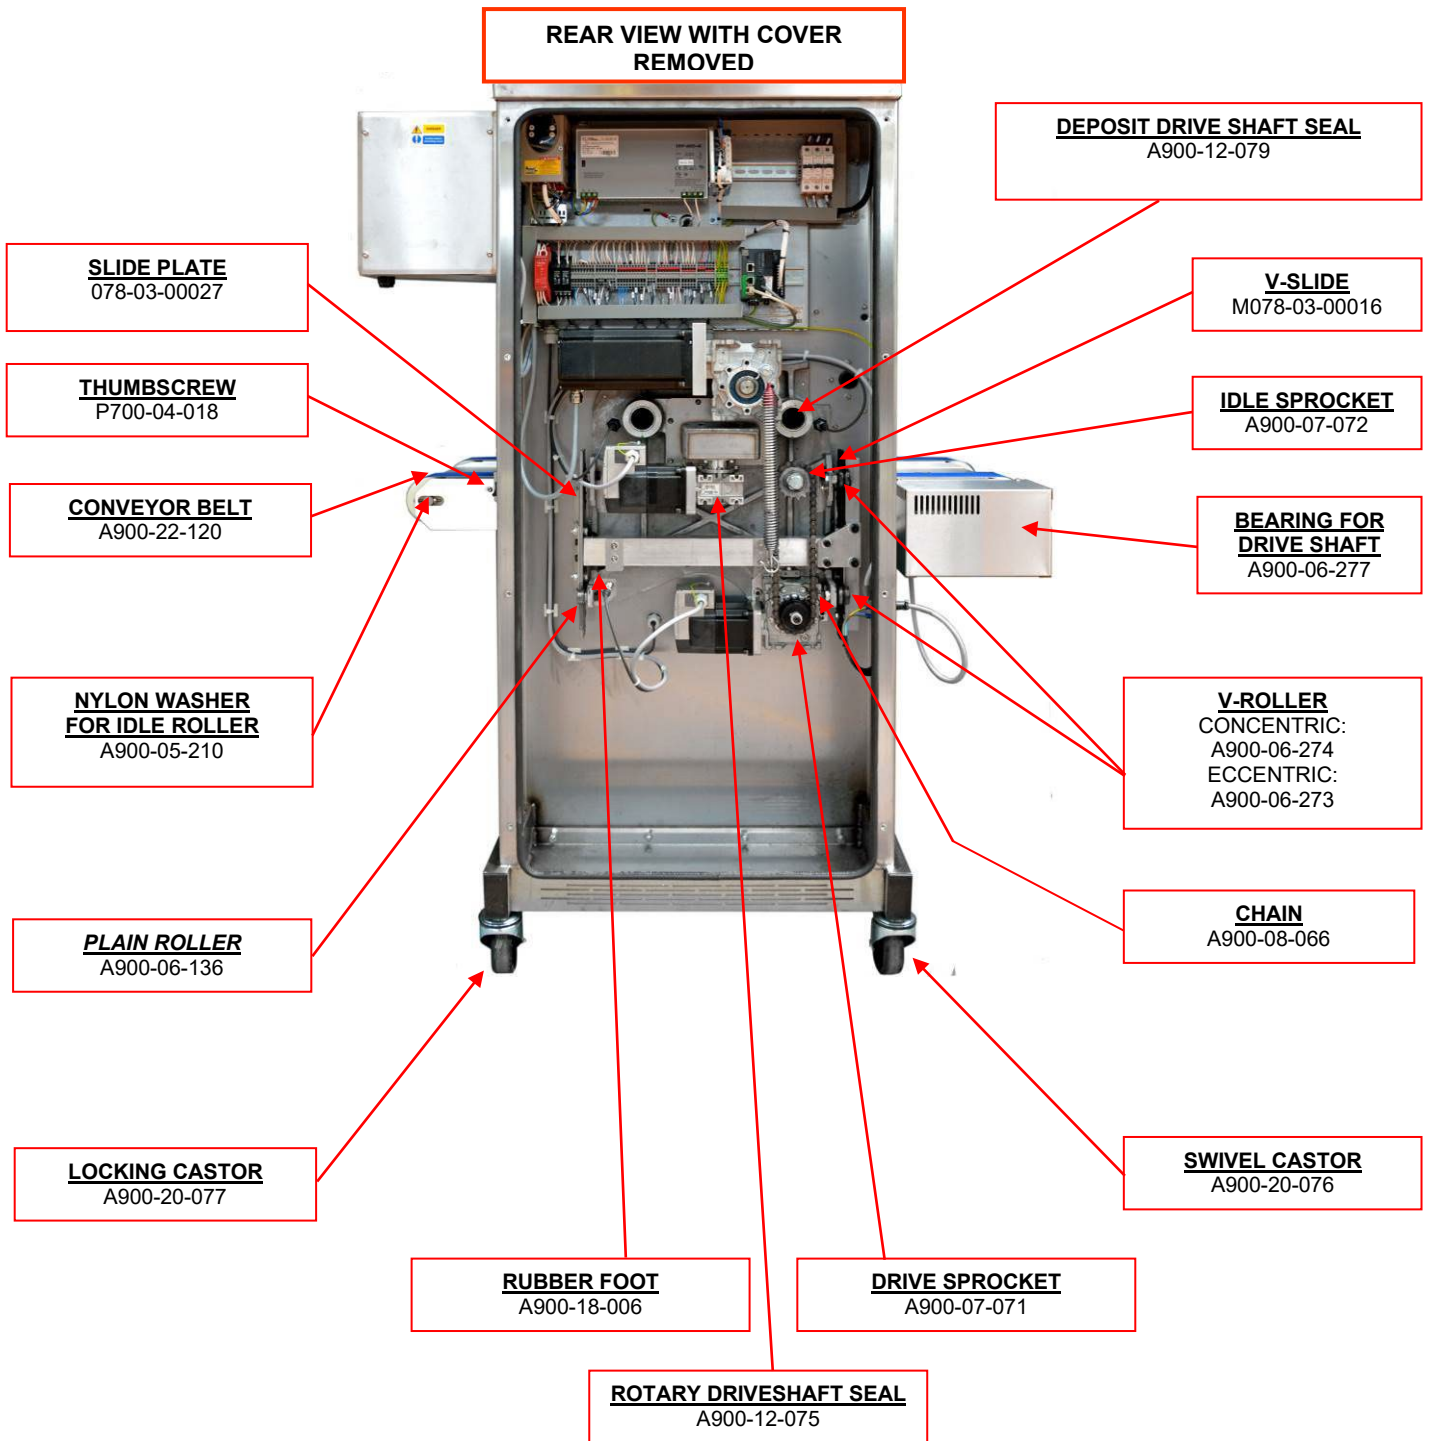 REAR VIEW WITH COVER
REMOVED
DEPOSIT DRIVE SHAFT SEAL
A900-12-079
SLIDE PLATE
078-03-00027
V-SLIDE
M078-03-00016
THUMBSCREW
P700-04-018
IDLE SPROCKET
A900-07-072
CONVEYOR BELT
A900-22-120
BEARING FOR
DRIVE SHAFT
A900-06-277
NYLON WASHER
FOR IDLE ROLLER
A900-05-210
V-ROLLER
CONCENTRIC:
A900-06-274
ECCENTRIC:
A900-06-273
PLAIN ROLLER
A900-06-136
CHAIN
A900-08-066
LOCKING CASTOR
A900-20-077
SWIVEL CASTOR
A900-20-076
RUBBER FOOT
A900-18-006
DRIVE SPROCKET
A900-07-071
ROTARY DRIVESHAFT SEAL
A900-12-075